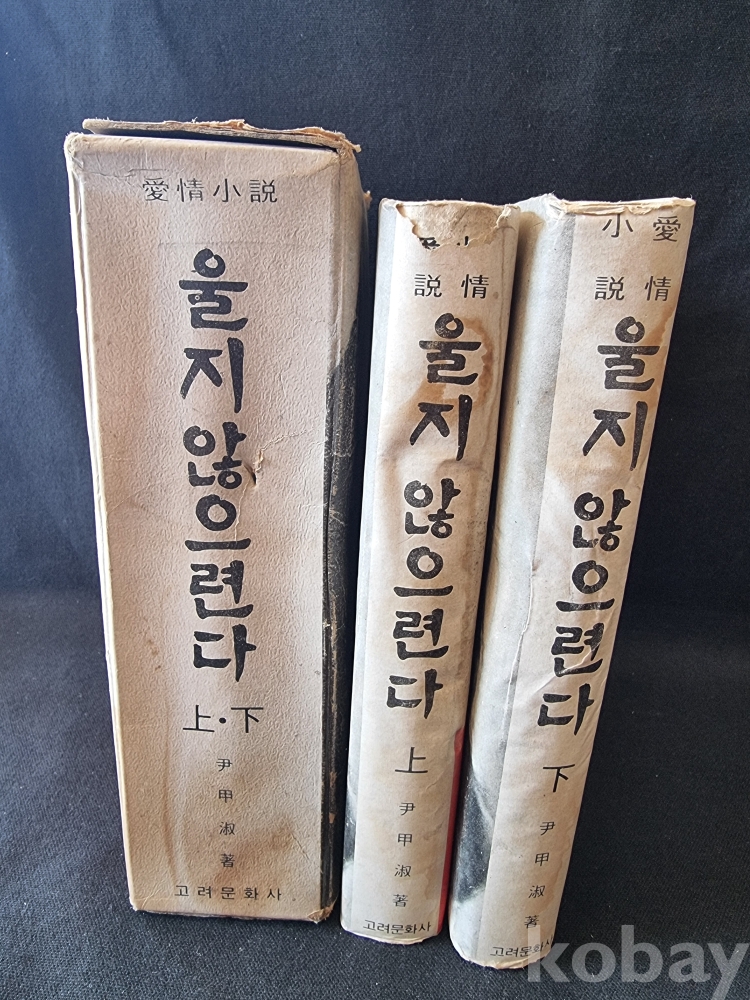 愛情小説
울지 않으련다
上·下
尹甲淑 著
고려문화사
小
情
説
울지 않으련다
上
尹甲淑 著
고려문화사
愛
小
情
説
울지 않으련다
下
尹甲淑 著
고려문화사
kobay